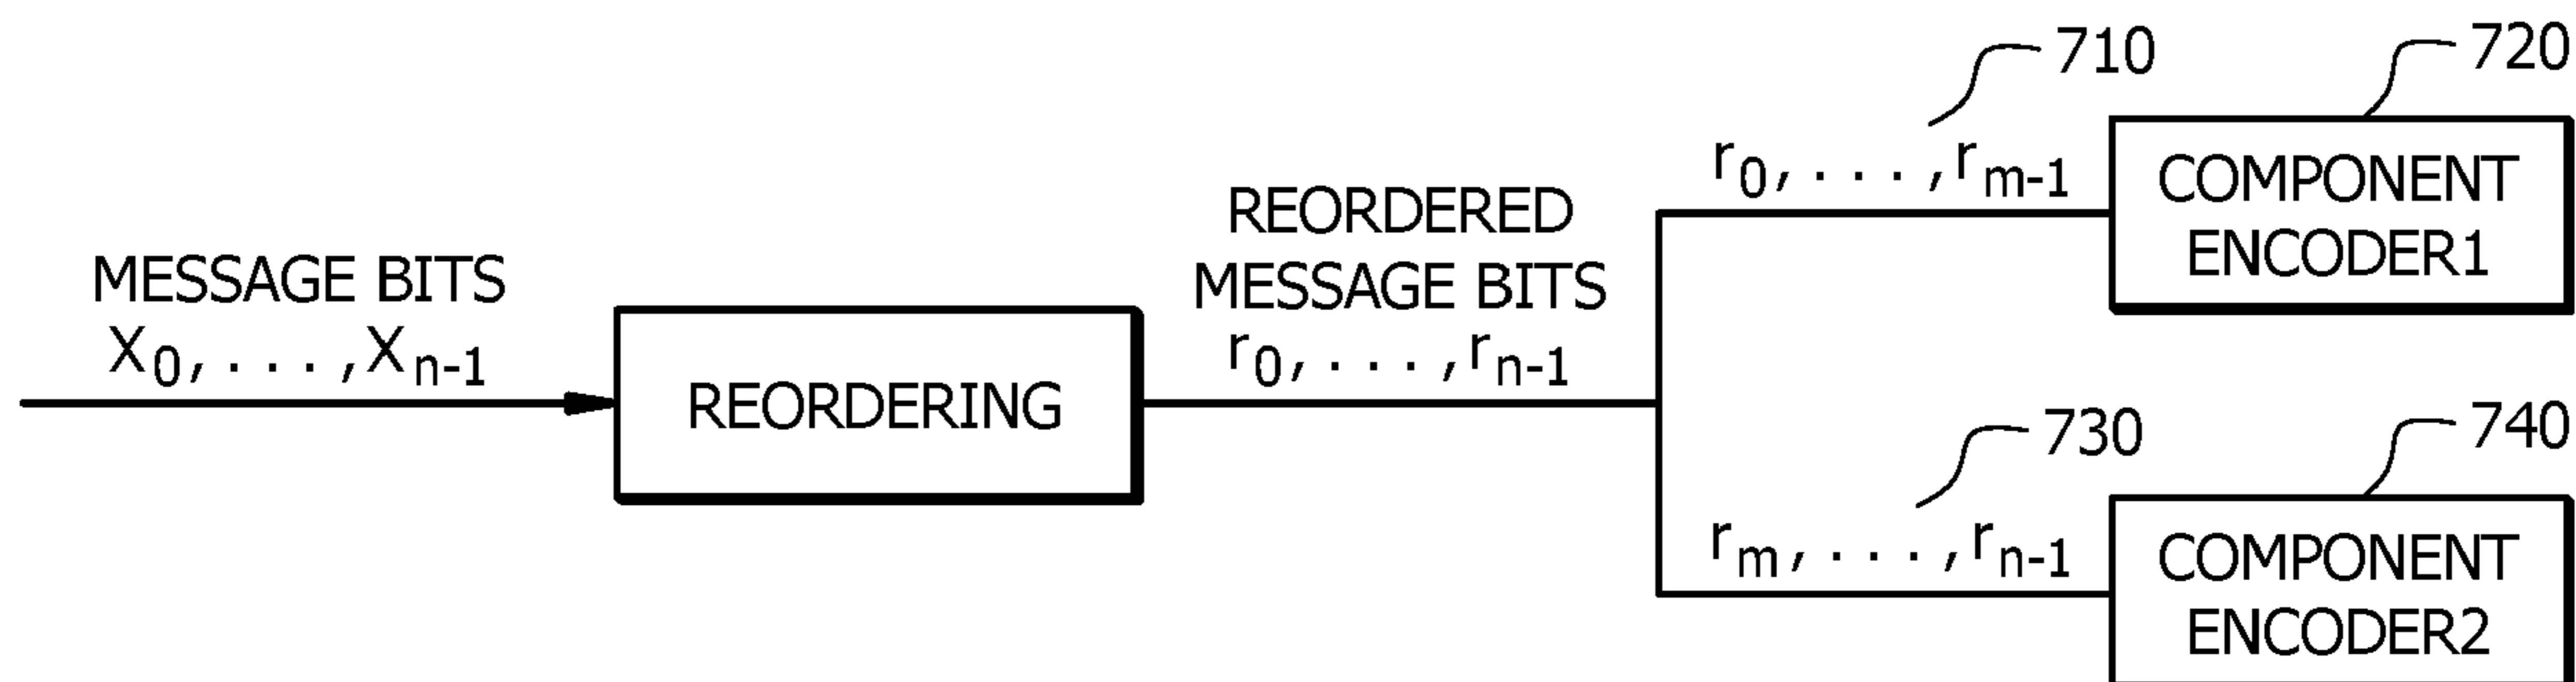 MESSAGE BITS
X0, . . . ,Xn-1
REORDERING
REORDERED
MESSAGE BITS
r0, . . . ,rn-1
710
r0, . . . ,rm-1
720
COMPONENT
ENCODER1
730
rm, . . . ,rn-1
740
COMPONENT
ENCODER2